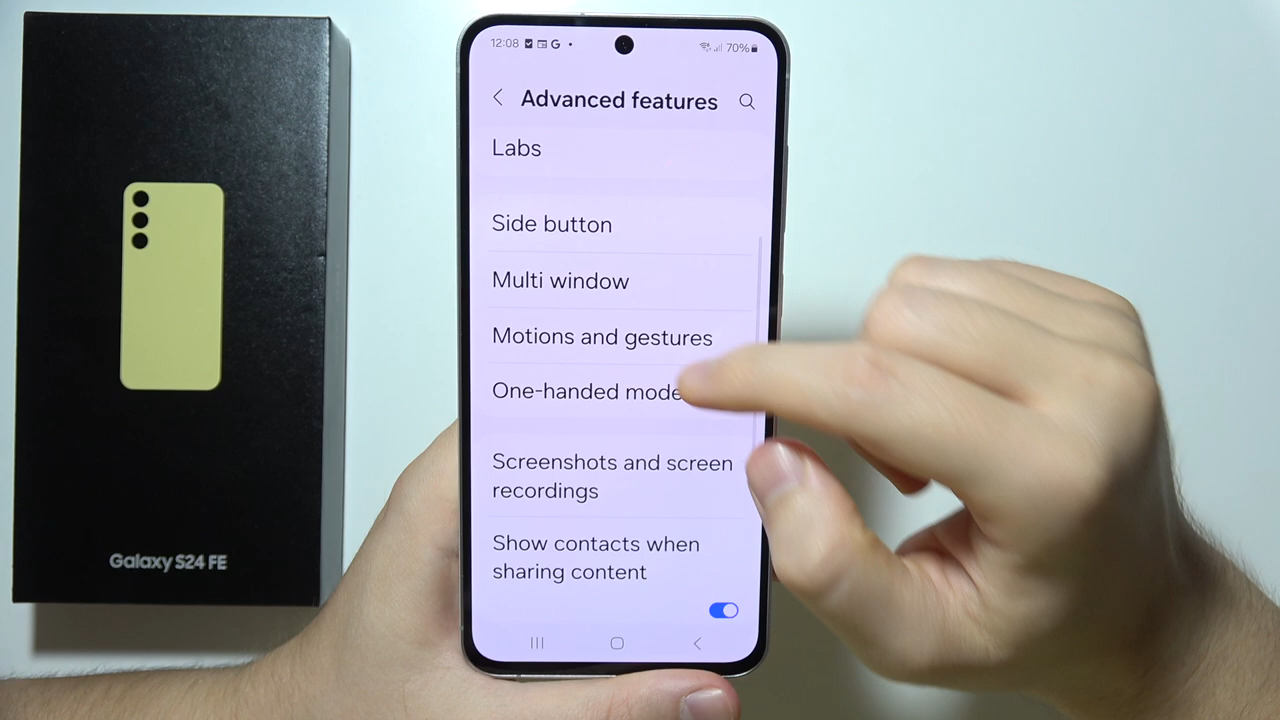 12:08
70%
Advanced features
Labs
Side button
Multi window
Motions and gestures
One-handed mode
Screenshots and screen
recordings
Show contacts when
sharing content
Galaxy S24 FE